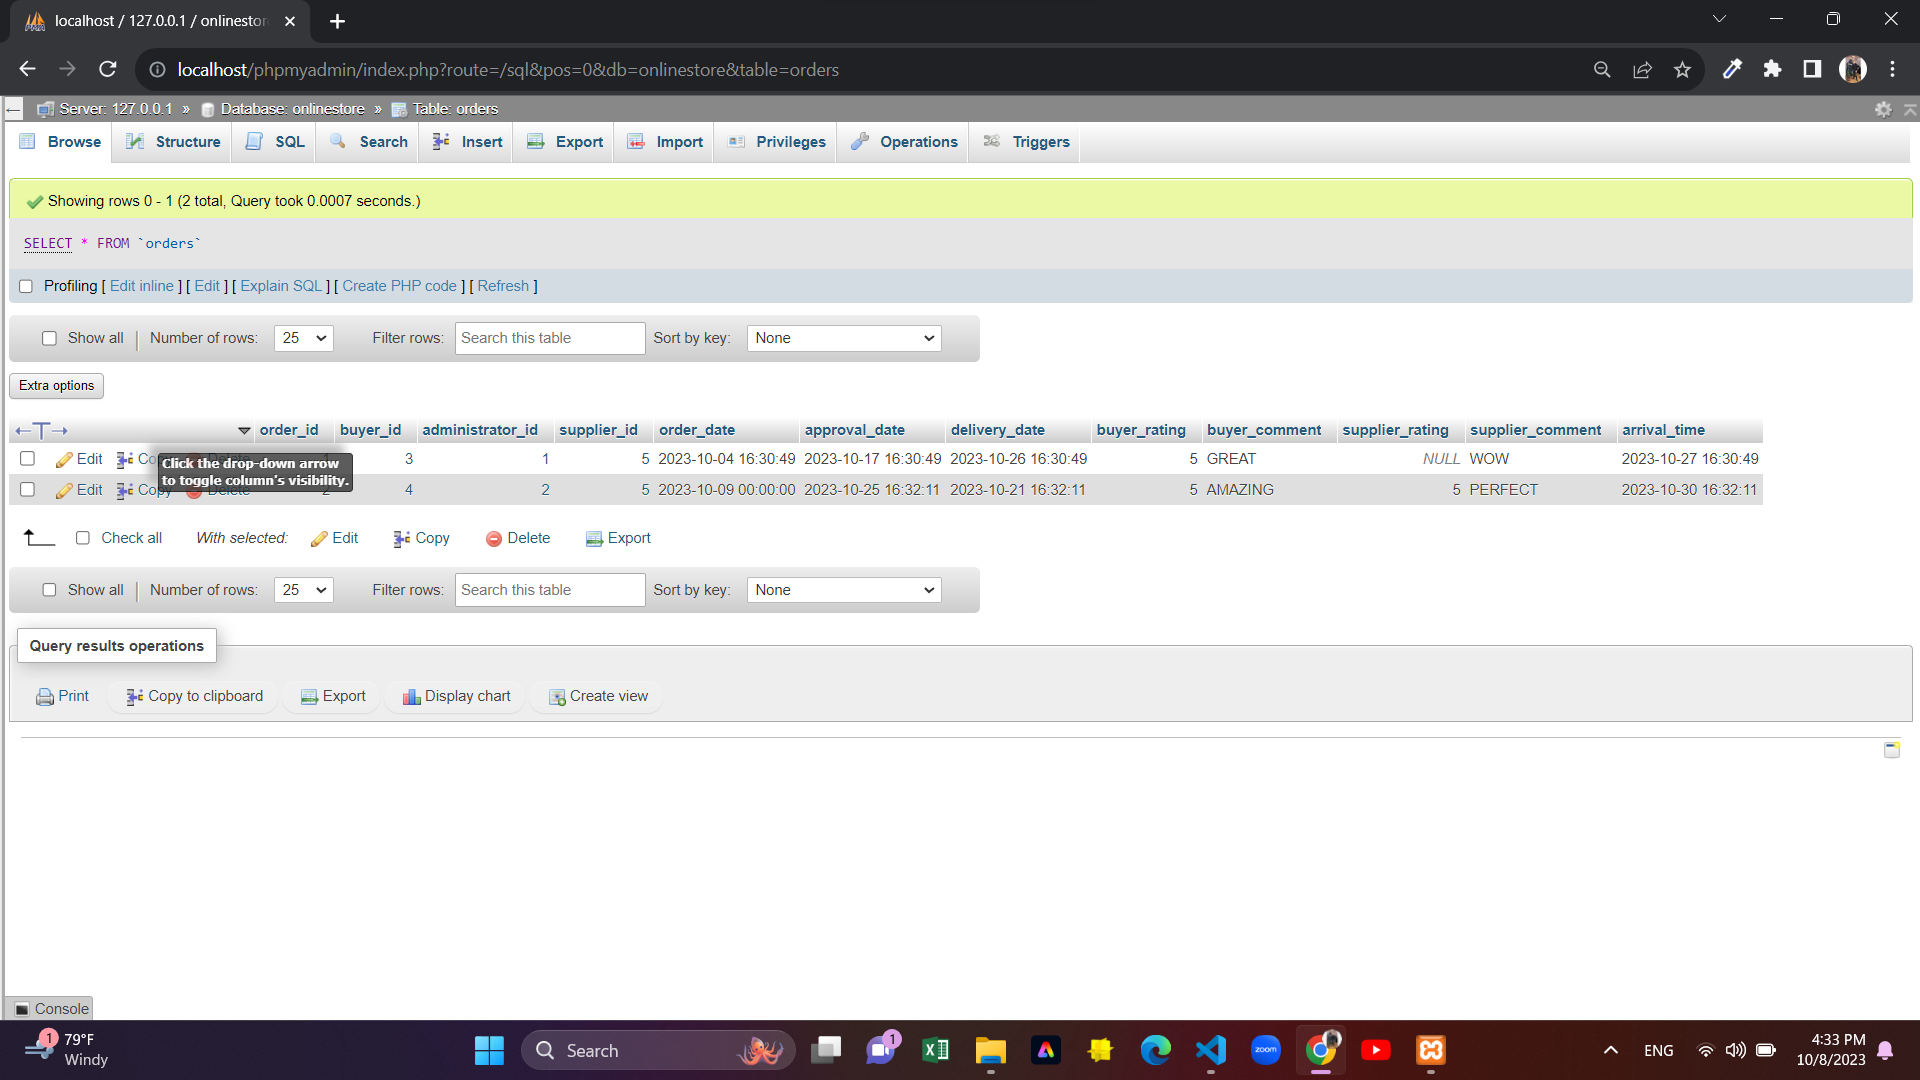 localhost / 127.0.0.1 / onlinestor
localhost/phpmyadmin/index.php?route=/sql&pos=0&db=onlinestore&table=orders
Server: 127.0.0.1 » Database: onlinestore » Table: orders
Browse Structure SQL Search Insert Export Import Privileges Operations Triggers
Showing rows 0 - 1 (2 total, Query took 0.0007 seconds.)
SELECT * FROM `orders`
Profiling [ Edit inline ] [ Edit ] [ Explain SQL ] [ Create PHP code ] [ Refresh ]
Show all Number of rows: 25 Filter rows: Search this table Sort by key: None
Extra options
←T→ order_id buyer_id administrator_id supplier_id order_date approval_date delivery_date buyer_rating buyer_comment supplier_rating supplier_comment arrival_time
Edit Copy Delete 1 3 1 5 2023-10-04 16:30:49 2023-10-17 16:30:49 2023-10-26 16:30:49 5 GREAT NULL WOW 2023-10-27 16:30:49
Click the drop-down arrow
to toggle column's visibility.
Edit Copy Delete 2 4 2 5 2023-10-09 00:00:00 2023-10-25 16:32:11 2023-10-21 16:32:11 5 AMAZING 5 PERFECT 2023-10-30 16:32:11
Check all With selected: Edit Copy Delete Export
Show all Number of rows: 25 Filter rows: Search this table Sort by key: None
Query results operations
Print Copy to clipboard Export Display chart Create view
Console
1 79°F
Windy
Search
1
zoom
ENG
4:33 PM
10/8/2023